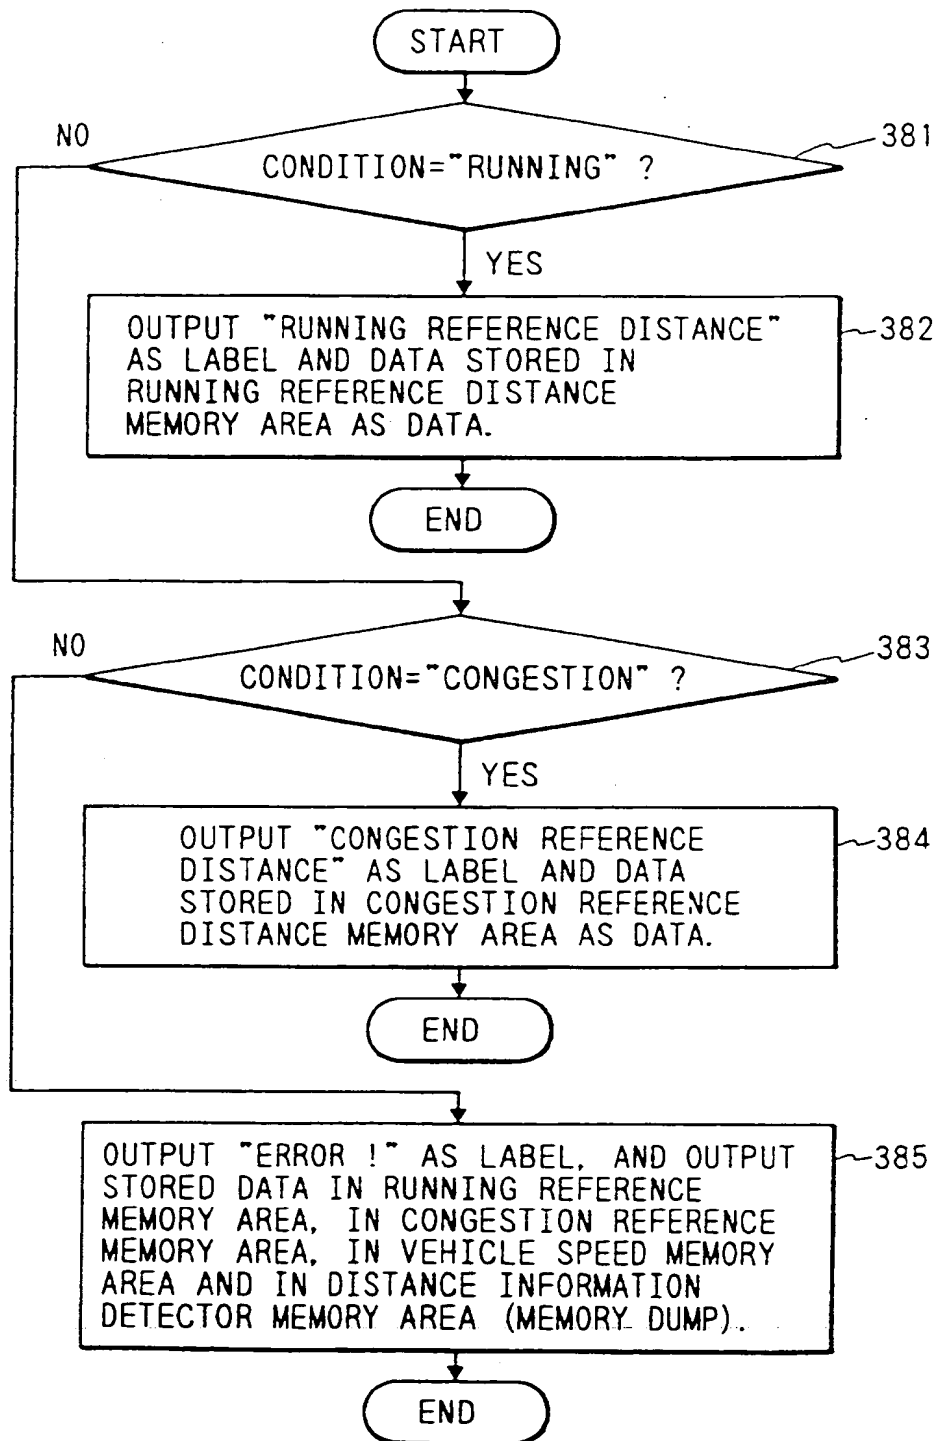 START
NO
CONDITION="RUNNING" ?
381
YES
OUTPUT "RUNNING REFERENCE DISTANCE"
AS LABEL AND DATA STORED IN
RUNNING REFERENCE DISTANCE
MEMORY AREA AS DATA.
382
END
NO
CONDITION="CONGESTION" ?
383
YES
OUTPUT "CONGESTION REFERENCE
DISTANCE" AS LABEL AND DATA
STORED IN CONGESTION REFERENCE
DISTANCE MEMORY AREA AS DATA.
384
END
OUTPUT "ERROR !" AS LABEL, AND OUTPUT
STORED DATA IN RUNNING REFERENCE
MEMORY AREA, IN CONGESTION REFERENCE
MEMORY AREA, IN VEHICLE SPEED MEMORY
AREA AND IN DISTANCE INFORMATION
DETECTOR MEMORY AREA (MEMORY DUMP).
385
END